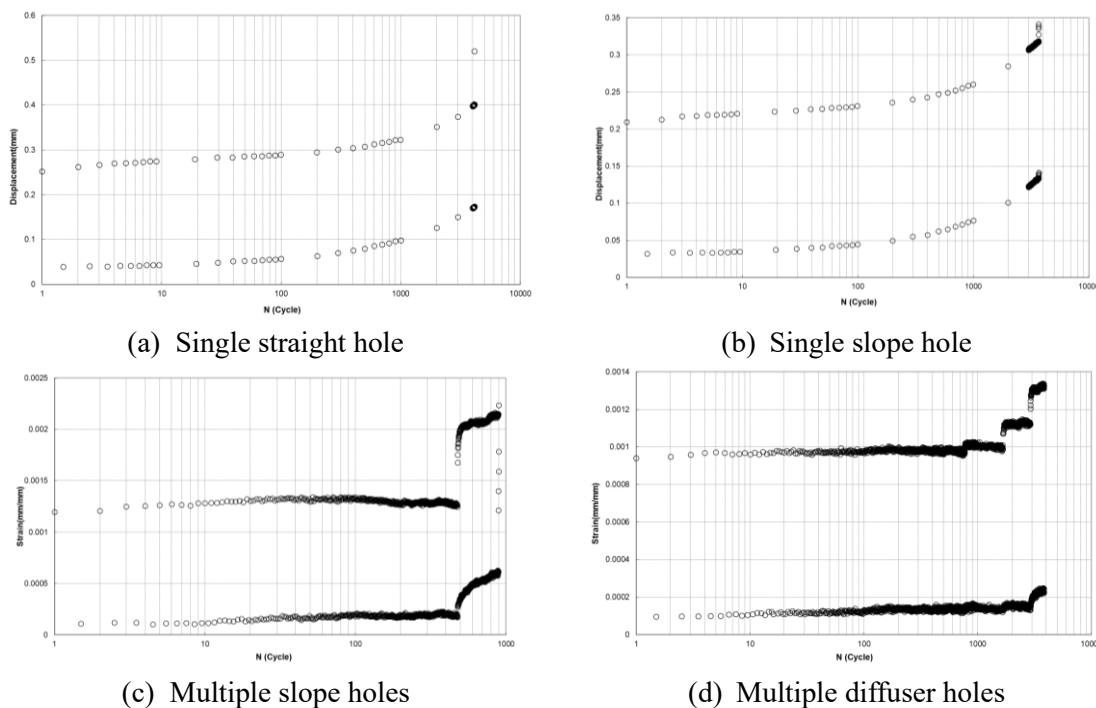 0.6
0.5
0.4
0.3
0.2
0.1
0
Displacement(mm)
1 10 100 1000 10000
N (Cycle)
(a) Single straight hole
0.35
0.3
0.25
0.2
0.15
0.1
0.05
0
Displacement(mm)
1 10 100 1000 10000
N (Cycle)
(b) Single slope hole
0.0025
0.002
0.0015
0.001
0.0005
0
Strain(mm/mm)
1 10 100 1000
N (Cycle)
(c) Multiple slope holes
0.0014
0.0012
0.001
0.0008
0.0006
0.0004
0.0002
0
Strain(mm/mm)
1 10 100 1000 10000
N (Cycle)
(d) Multiple diffuser holes